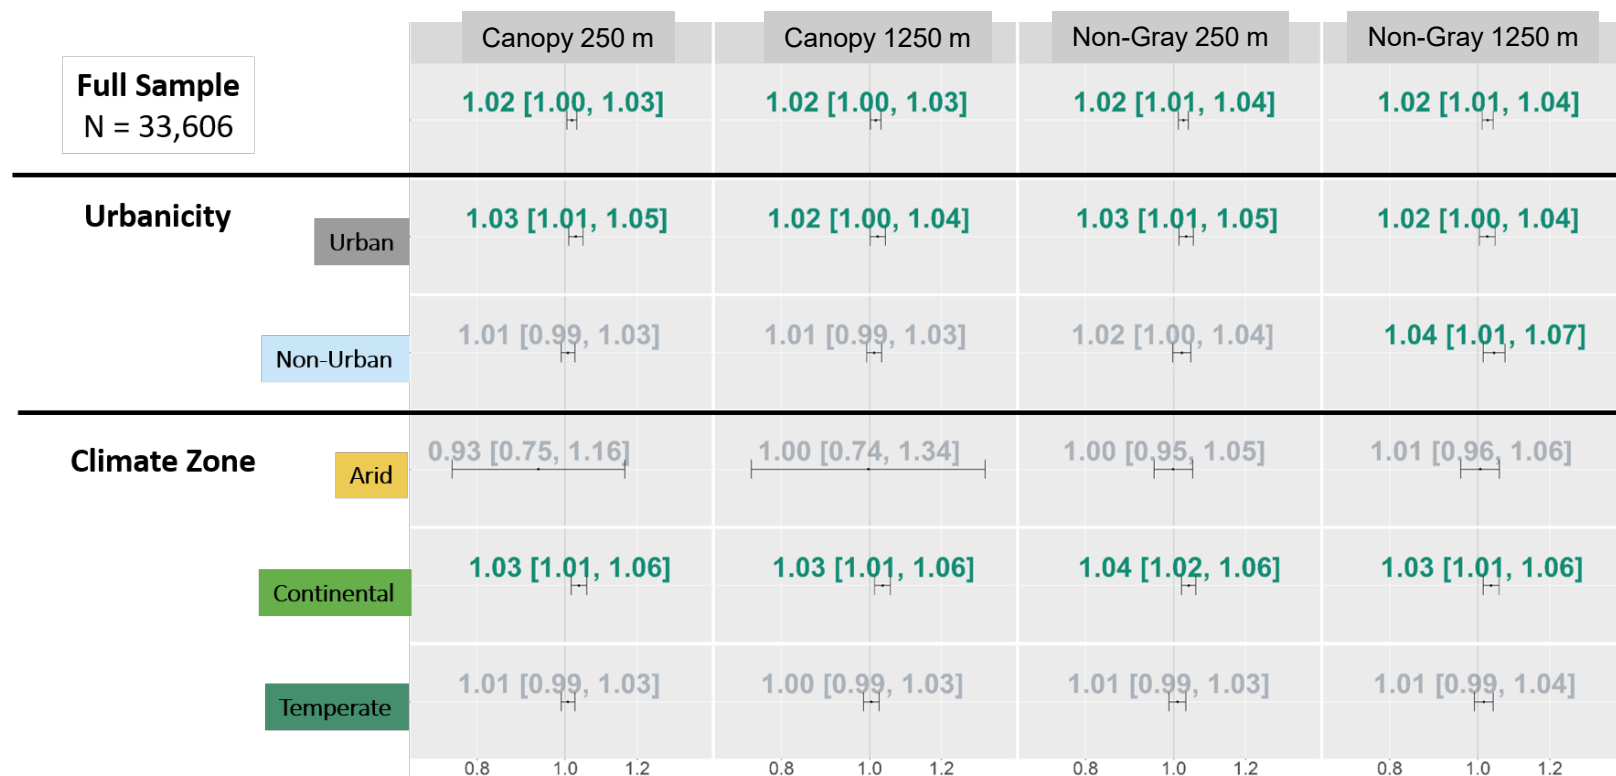 Canopy 250 m Canopy 1250 m Non-Gray 250 m Non-Gray 1250 m
Full Sample
N = 33,606
1.02 [1.00, 1.03] 1.02 [1.00, 1.03] 1.02 [1.01, 1.04] 1.02 [1.01, 1.04]
Urbanicity
Urban
1.03 [1.01, 1.05] 1.02 [1.00, 1.04] 1.03 [1.01, 1.05] 1.02 [1.00, 1.04]
Non-Urban
1.01 [0.99, 1.03] 1.01 [0.99, 1.03] 1.02 [1.00, 1.04] 1.04 [1.01, 1.07]
Climate Zone
Arid
0.93 [0.75, 1.16] 1.00 [0.74, 1.34] 1.00 [0.95, 1.05] 1.01 [0.96, 1.06]
Continental
1.03 [1.01, 1.06] 1.03 [1.01, 1.06] 1.04 [1.02, 1.06] 1.03 [1.01, 1.06]
Temperate
1.01 [0.99, 1.03] 1.00 [0.99, 1.03] 1.01 [0.99, 1.03] 1.01 [0.99, 1.04]
0.8 1.0 1.2 0.8 1.0 1.2 0.8 1.0 1.2 0.8 1.0 1.2